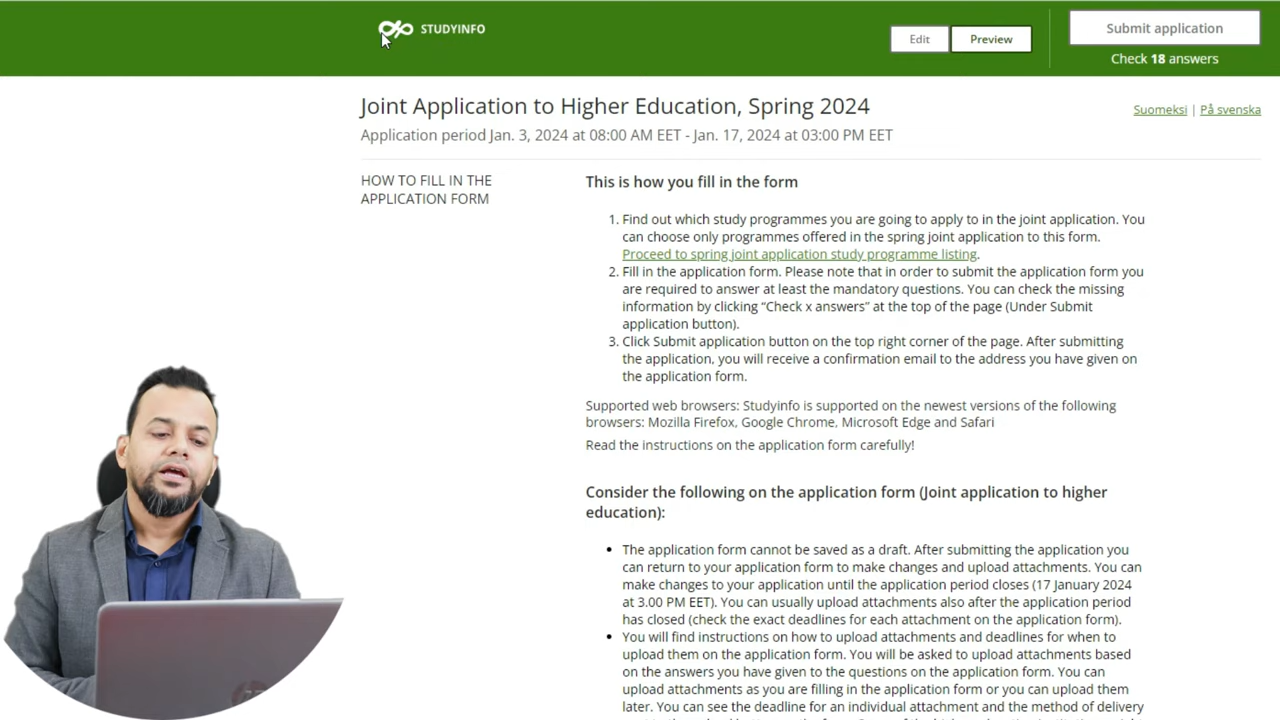 STUDYINFO
Edit
Preview
Submit application
Check 18 answers
Joint Application to Higher Education, Spring 2024
Suomeksi | På svenska
Application period Jan. 3, 2024 at 08:00 AM EET - Jan. 17, 2024 at 03:00 PM EET
HOW TO FILL IN THE
APPLICATION FORM
This is how you fill in the form
1. Find out which study programmes you are going to apply to in the joint application. You
can choose only programmes offered in the spring joint application to this form.
Proceed to spring joint application study programme listing.
2. Fill in the application form. Please note that in order to submit the application form you
are required to answer at least the mandatory questions. You can check the missing
information by clicking “Check x answers” at the top of the page (Under Submit
application button).
3. Click Submit application button on the top right corner of the page. After submitting
the application, you will receive a confirmation email to the address you have given on
the application form.
Supported web browsers: Studyinfo is supported on the newest versions of the following
browsers: Mozilla Firefox, Google Chrome, Microsoft Edge and Safari
Read the instructions on the application form carefully!
Consider the following on the application form (Joint application to higher
education):
• The application form cannot be saved as a draft. After submitting the application you
can return to your application form to make changes and upload attachments. You can
make changes to your application until the application period closes (17 January 2024
at 3.00 PM EET). You can usually upload attachments also after the application period
has closed (check the exact deadlines for each attachment on the application form).
• You will find instructions on how to upload attachments and deadlines for when to
upload them on the application form. You will be asked to upload attachments based
on the answers you have given to the questions on the application form. You can
upload attachments as you are filling in the application form or you can upload them
later. You can see the deadline for an individual attachment and the method of delivery